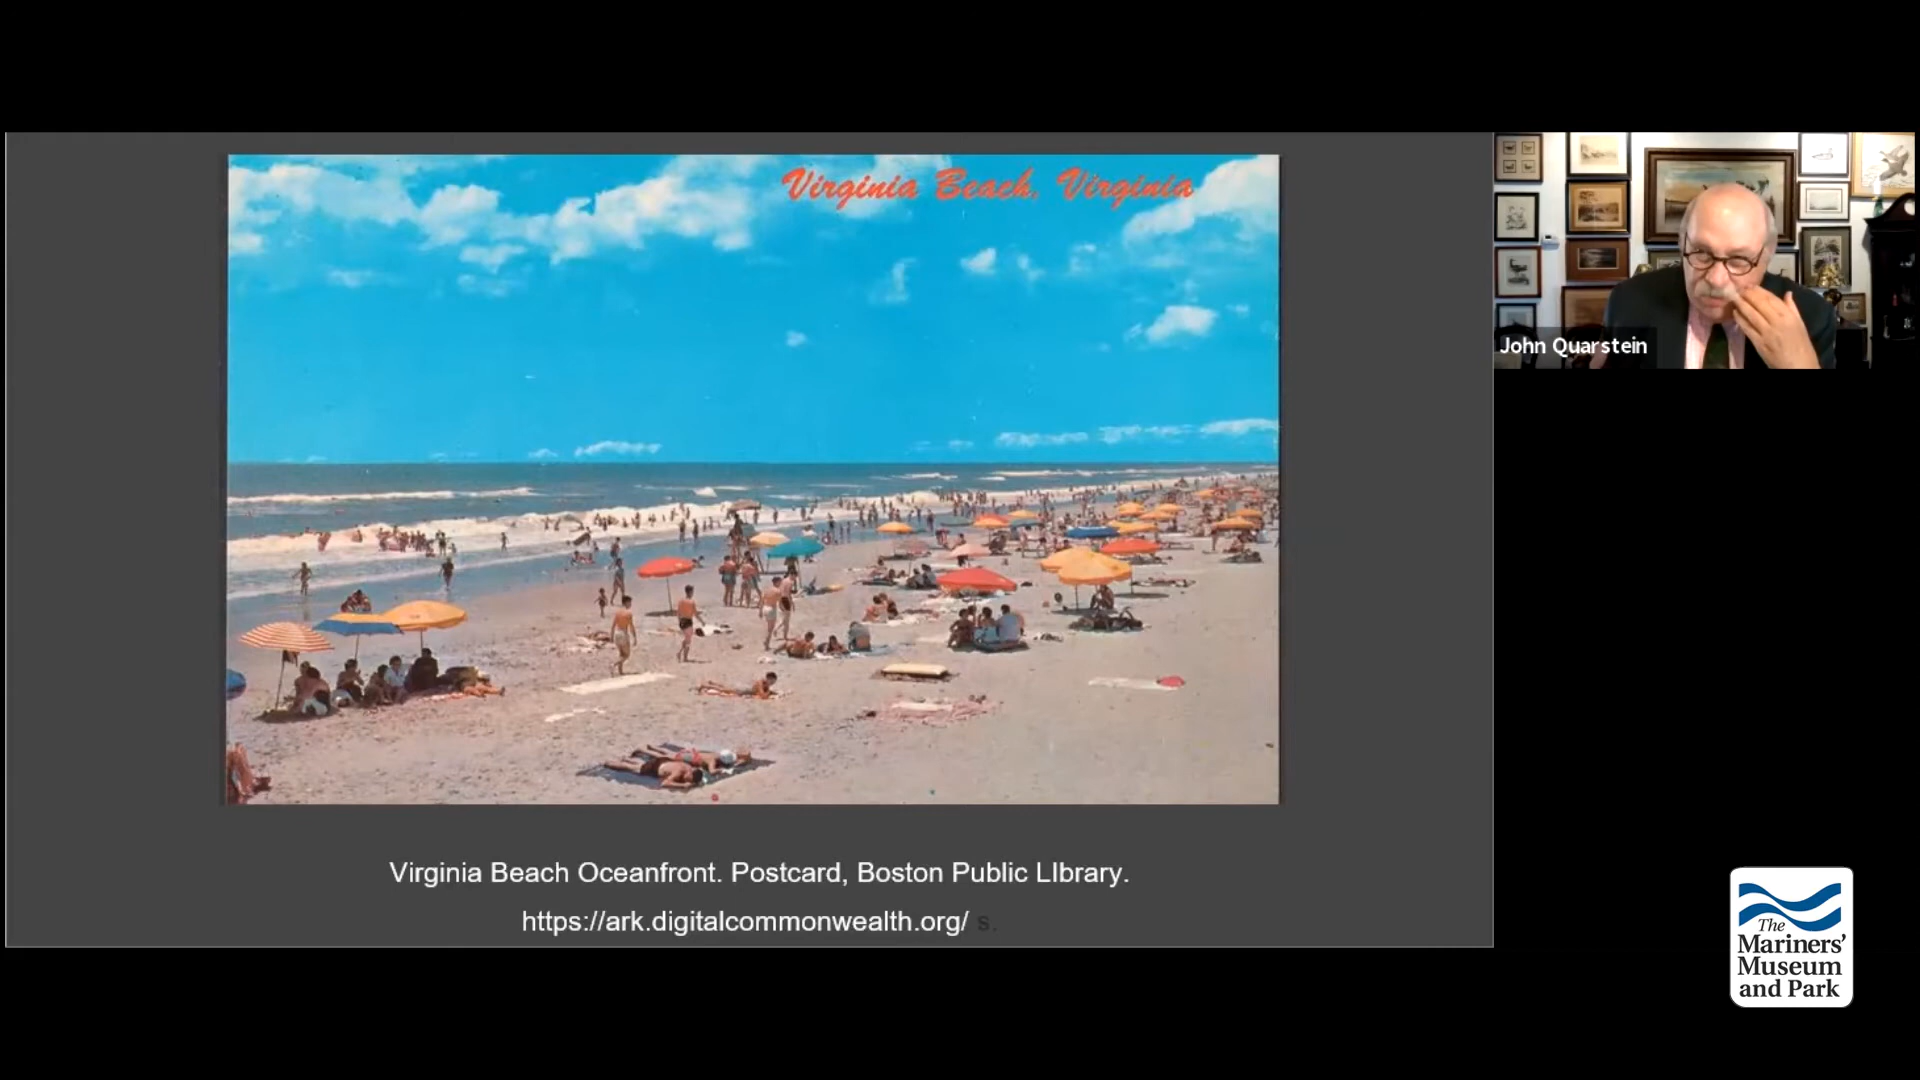 Virginia Beach, Virginia
John Quarstein
Virginia Beach Oceanfront. Postcard, Boston Public LIbrary.
https://ark.digitalcommonwealth.org/ s.
The
Mariners'
Museum
and Park